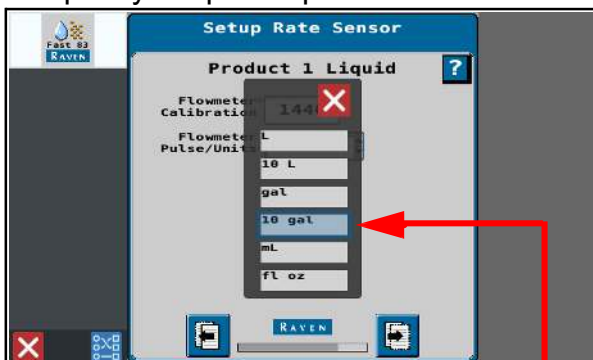 Setup Rate Sensor
Fast 83
RAVEN
Product 1 Liquid
?
Flowmeter
Calibration
144
Flowmeter
Pulse/Units
L
10 L
gal
10 gal
mL
fl oz
RAVEN